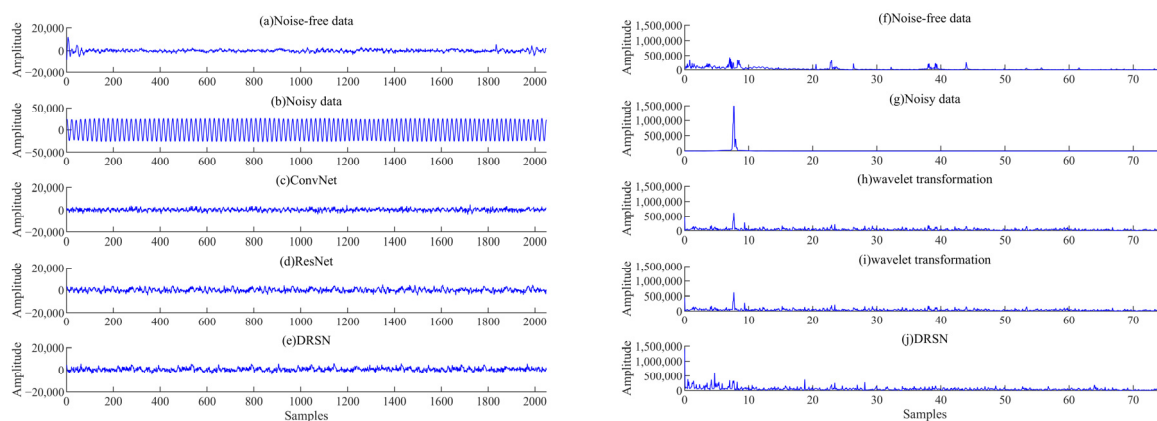 (a)Noise-free data
20,000
0
−20,000
Amplitude
0 200 400 600 800 1000 1200 1400 1600 1800 2000
(b)Noisy data
50,000
0
−50,000
Amplitude
0 200 400 600 800 1000 1200 1400 1600 1800 2000
(c)ConvNet
20,000
0
−20,000
Amplitude
0 200 400 600 800 1000 1200 1400 1600 1800 2000
(d)ResNet
20,000
0
−20,000
Amplitude
0 200 400 600 800 1000 1200 1400 1600 1800 2000
(e)DRSN
20,000
0
−20,000
Amplitude
0 200 400 600 800 1000 1200 1400 1600 1800 2000
Samples
(f)Noise-free data
1,500,000
1,000,000
500,000
0
Amplitude
0 10 20 30 40 50 60 70
(g)Noisy data
1,500,000
1,000,000
500,000
0
Amplitude
0 10 20 30 40 50 60 70
(h)wavelet transformation
1,500,000
1,000,000
500,000
0
Amplitude
0 10 20 30 40 50 60 70
(i)wavelet transformation
1,500,000
1,000,000
500,000
0
Amplitude
0 10 20 30 40 50 60 70
(j)DRSN
1,500,000
1,000,000
500,000
0
Amplitude
0 10 20 30 40 50 60 70
Samples